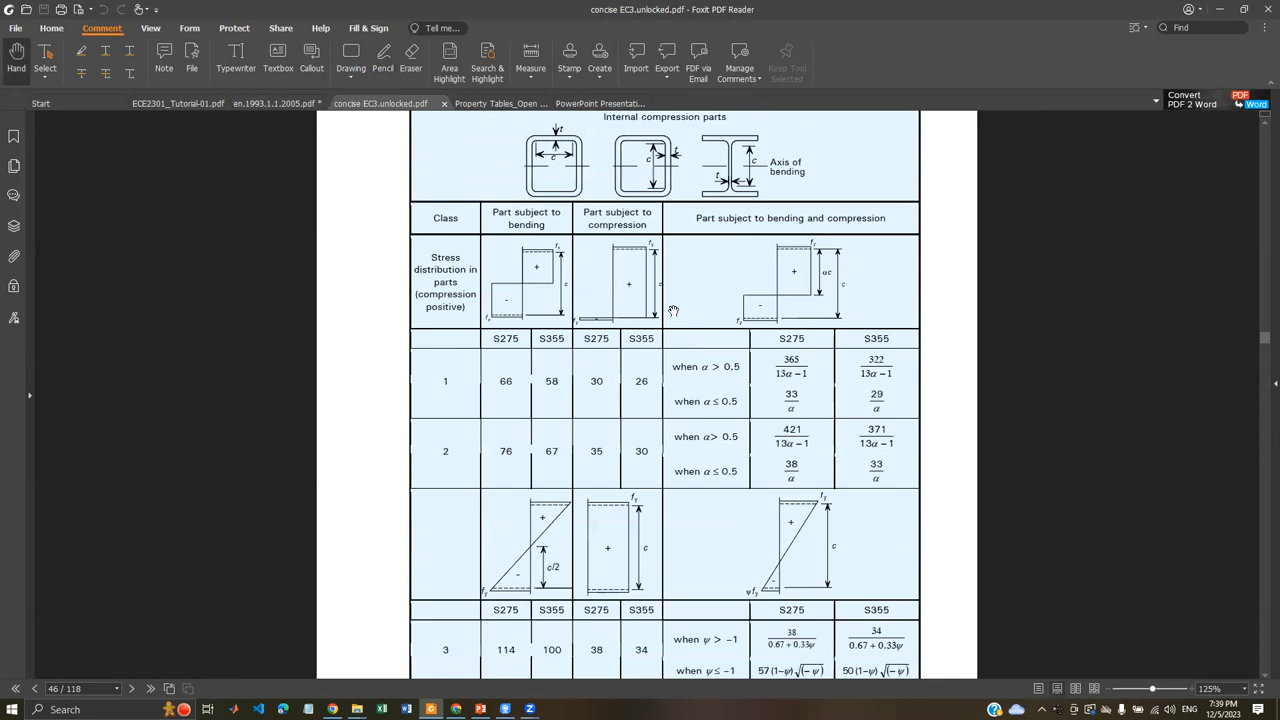 concise EC3.unlocked.pdf - Foxit PDF Reader
File Home Comment View Form Protect Share Help Fill & Sign Tell me... Find
Hand Select Note File Typewriter Textbox Callout Drawing Pencil Eraser Area Highlight Search & Highlight Measure Stamp Create Import Export FDF via Email Manage Comments Keep Tool Selected
Start ECE2301_Tutorial-01.pdf en.1993.1.1.2005.pdf * concise EC3.unlocked.pdf Property Tables_Open ... PowerPoint Presentati...
Convert PDF
PDF 2 Word Word
Internal compression parts
t c c t c t Axis of bending
Class Part subject to bending Part subject to compression Part subject to bending and compression
Stress distribution in parts (compression positive)
+ - c + c + - αc c
S275 S355 S275 S355 S275 S355
1 66 58 30 26 when α > 0.5 365/13α − 1 322/13α − 1
when α ≤ 0.5 33/α 29/α
2 76 67 35 30 when α> 0.5 421/13α − 1 371/13α − 1
when α ≤ 0.5 38/α 33/α
+ - c/2 fy fy + c fy + - ψfy c
S275 S355 S275 S355 S275 S355
3 114 100 38 34 when ψ > −1 38/0.67 + 0.33ψ 34/0.67 + 0.33ψ
when ψ ≤ −1 57 (1−ψ) √(− ψ) 50 (1−ψ) √(− ψ)
46 / 118 125%
Search ENG 7:39 PM
12/5/2023